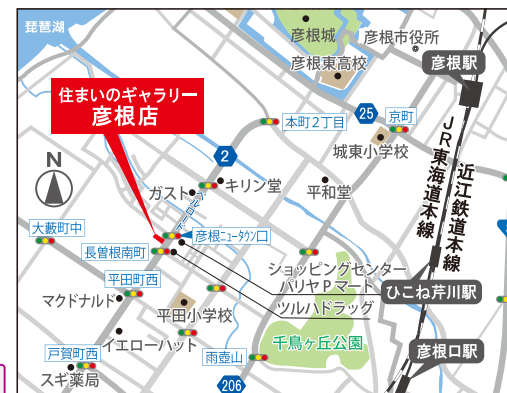 琵琶湖
彦根城
彦根市役所
彦根東高校
彦根駅
住まいのギャラリー
彦根店
25
京町
本町2丁目
城東小学校
2
JR東海道本線
近江鉄道本線
N
ガスト
キリン堂
平和堂
ベルロード
大藪町中
彦根ニュータウン口
長曽根南町
ショッピングセンター
パリヤPマート
ツルハドラッグ
ひこね芹川駅
平田町西
マクドナルド
平田小学校
イエローハット
千鳥ヶ丘公園
彦根口駅
戸賀町西
雨壺山
スギ薬局
206